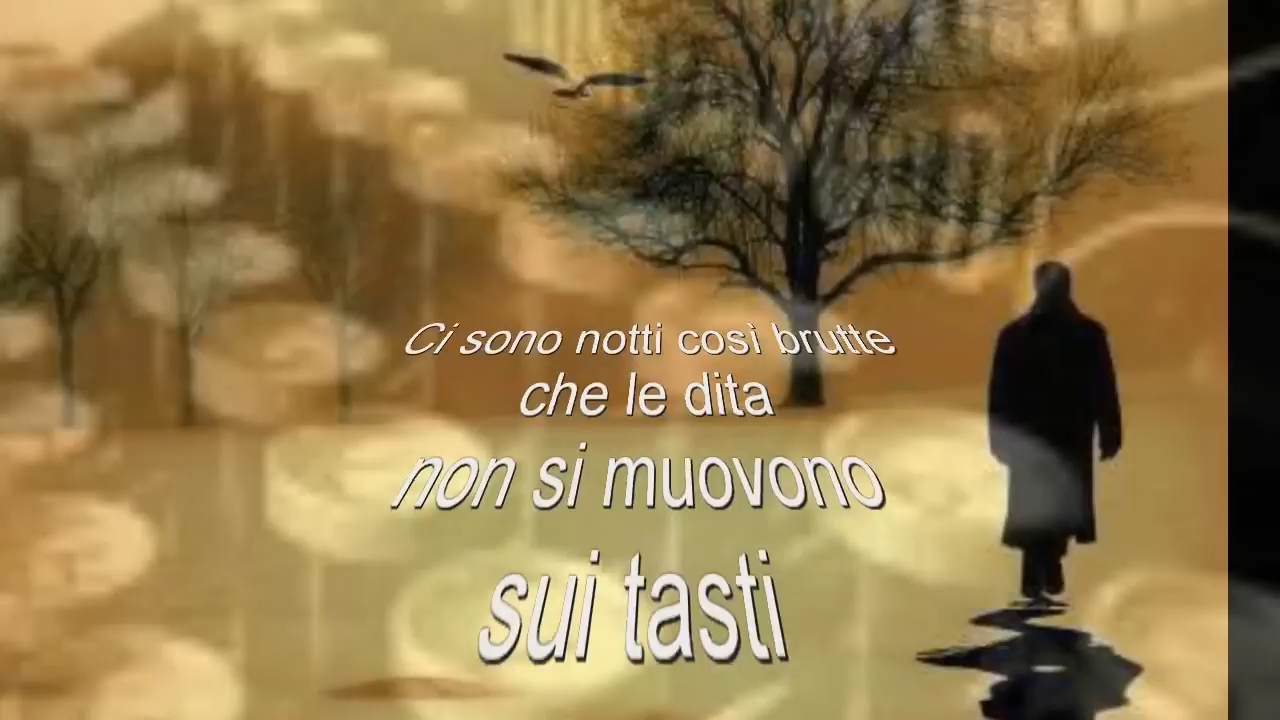 Ci sono notti così brutte
che le dita
non si muovono
sui tasti